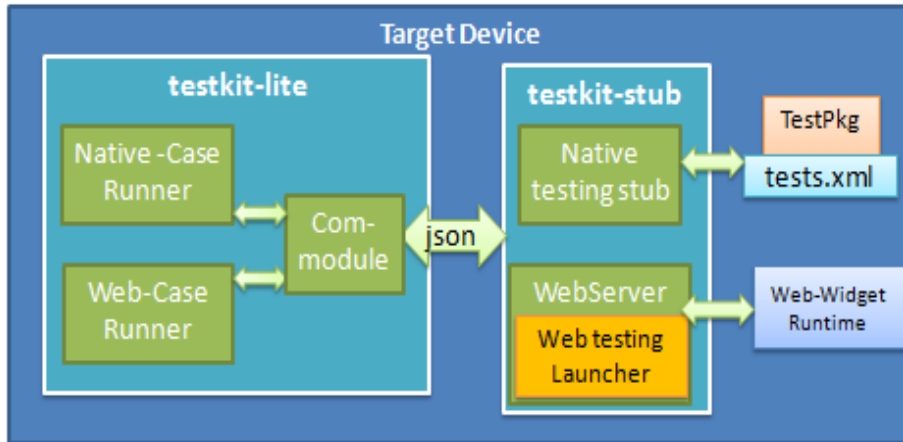 Target Device
testkit-lite
Native -Case
Runner
Web-Case
Runner
Com-
module
json
testkit-stub
Native
testing stub
WebServer
Web testing
Launcher
TestPkg
tests.xml
Web-Widget
Runtime